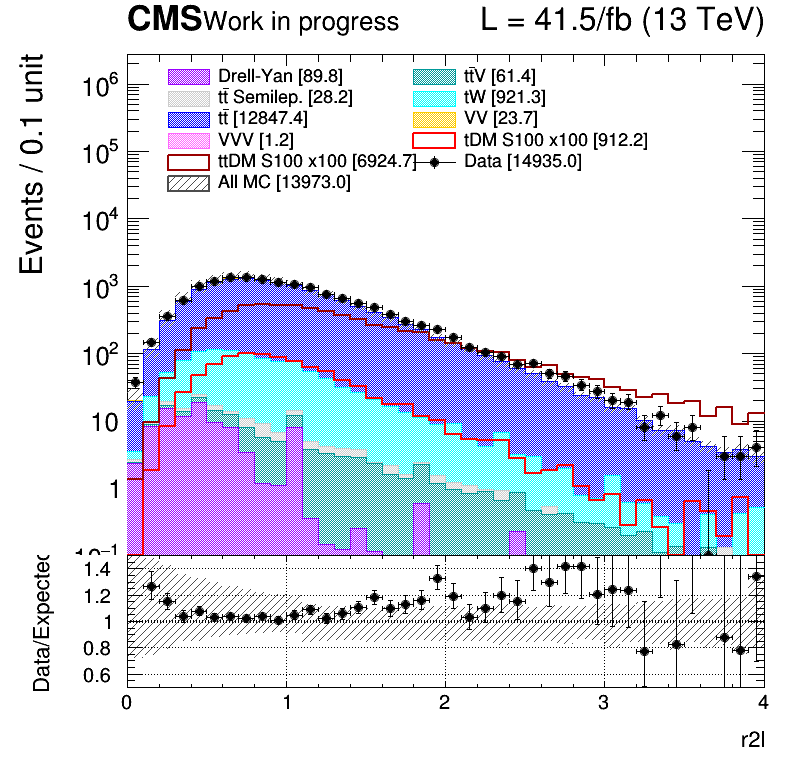 CMS Work in progress L = 41.5/fb (13 TeV)
Events / 0.1 unit
Drell-Yan [89.8] tt̄V [61.4]
tt̄ Semilep. [28.2] tW [921.3]
tt̄ [12847.4] VV [23.7]
VVV [1.2] tDM S100 x100 [912.2]
ttDM S100 x100 [6924.7] Data [14935.0]
All MC [13973.0]
10⁶
10⁵
10⁴
10³
10²
10
1
10⁻¹
Data/Expected
1.4
1.2
1
0.8
0.6
0 1 2 3 4
r2l